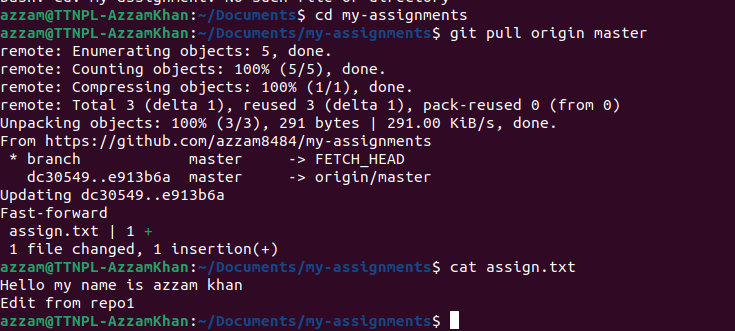 azzam@TTNPL-AzzamKhan:~/Documents$ cd my-assignments
azzam@TTNPL-AzzamKhan:~/Documents/my-assignments$ git pull origin master
remote: Enumerating objects: 5, done.
remote: Counting objects: 100% (5/5), done.
remote: Compressing objects: 100% (1/1), done.
remote: Total 3 (delta 1), reused 3 (delta 1), pack-reused 0 (from 0)
Unpacking objects: 100% (3/3), 291 bytes | 291.00 KiB/s, done.
From https://github.com/azzam8484/my-assignments
 * branch            master     -> FETCH_HEAD
   dc30549..e913b6a  master     -> origin/master
Updating dc30549..e913b6a
Fast-forward
 assign.txt | 1 +
 1 file changed, 1 insertion(+)
azzam@TTNPL-AzzamKhan:~/Documents/my-assignments$ cat assign.txt
Hello my name is azzam khan
Edit from repo1
azzam@TTNPL-AzzamKhan:~/Documents/my-assignments$